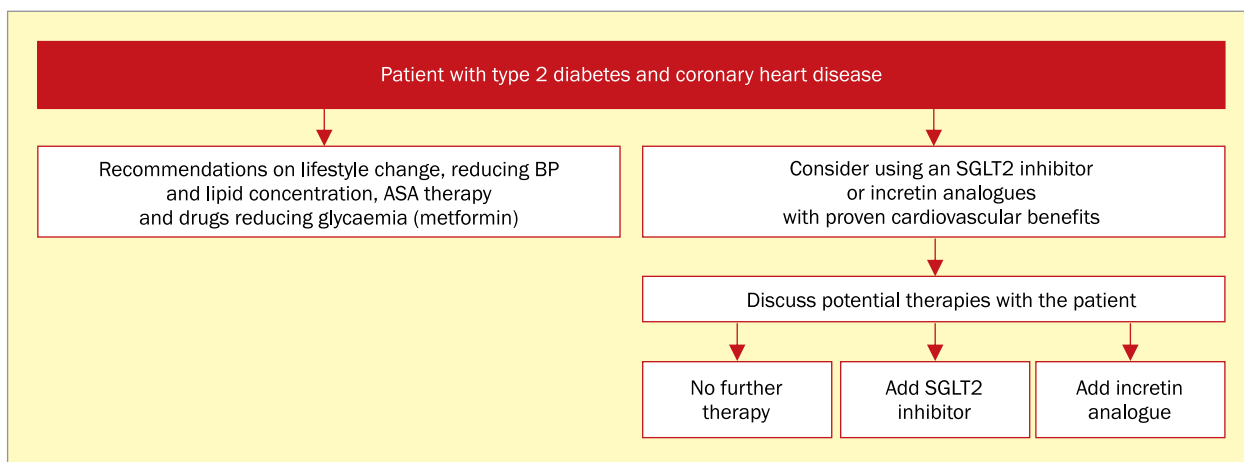 Patient with type 2 diabetes and coronary heart disease
Recommendations on lifestyle change, reducing BP
and lipid concentration, ASA therapy
and drugs reducing glycaemia (metformin)
Consider using an SGLT2 inhibitor
or incretin analogues
with proven cardiovascular benefits
Discuss potential therapies with the patient
No further
therapy
Add SGLT2
inhibitor
Add incretin
analogue